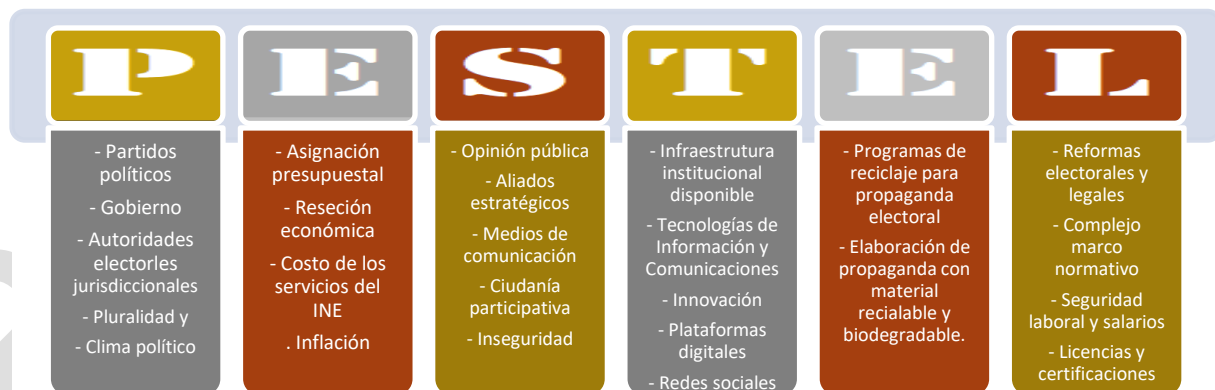 P
- Partidos
políticos
- Gobierno
- Autoridades
electorles
jurisdiccionales
- Pluralidad y
- Clima político
E
- Asignación
presupuestal
- Reseción
económica
- Costo de los
servicios del
INE
. Inflación
S
- Opinión pública
- Aliados
estratégicos
- Medios de
comunicación
- Ciudanía
participativa
- Inseguridad
T
- Infraestrutura
institucional
disponible
- Tecnologías de
Información y
Comunicaciones
- Innovación
- Plataformas
digitales
- Redes sociales
E
- Programas de
reciclaje para
propaganda
electoral
- Elaboración de
propaganda con
material
recialable y
biodegradable.
L
- Reformas
electorales y
legales
- Complejo
marco
normativo
- Seguridad
laboral y salarios
- Licencias y
certificaciones